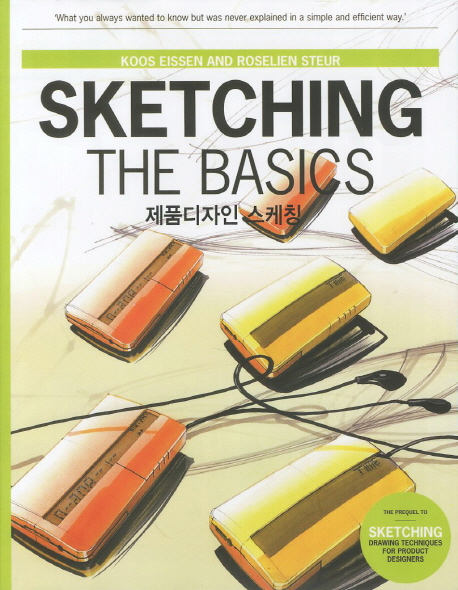 'What you always wanted to know but was never explained in a simple and efficient way.'
KOOS EISSEN AND ROSELIEN STEUR
SKETCHING
THE BASICS
제품디자인 스케칭
THE PREQUEL TO
SKETCHING
DRAWING TECHNIQUES
FOR PRODUCT
DESIGNERS